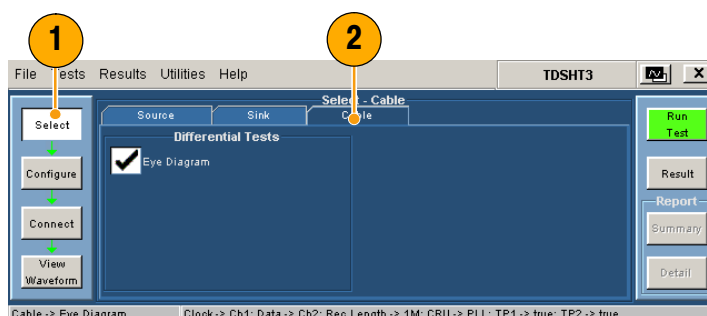 1
2
File Tests Results Utilities Help
TDSHT3
X
Select - Cable
Select
Configure
Connect
View
Waveform
Source
Sink
Cable
Differential Tests
Eye Diagram
Run
Test
Result
Report
Summary
Detail
Cable -> Eye Diagram
Clock -> Ch1: Data -> Ch2: Rec Length -> 1M: CRU -> PLL: TP1 -> true: TP2 -> true